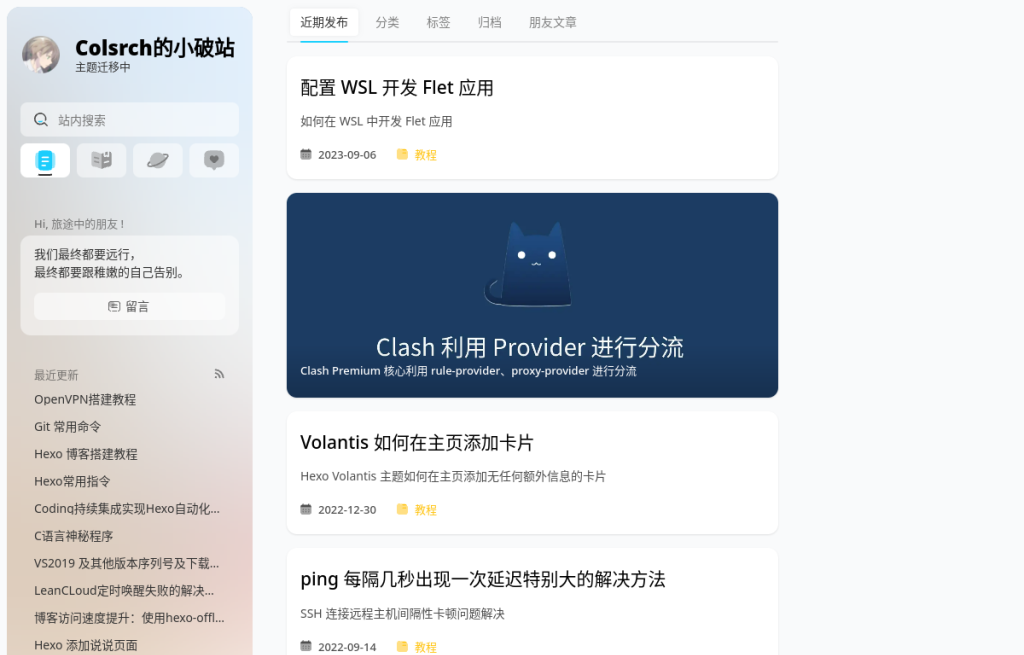 Colsrch的小破站
主题迁移中
站内搜索
Hi, 旅途中的朋友 !
我们最终都要远行，
最终都要跟稚嫩的自己告别。
留言
最近更新
OpenVPN搭建教程
Git 常用命令
Hexo 博客搭建教程
Hexo常用指令
Coding持续集成实现Hexo自动化...
C语言神秘程序
VS2019 及其他版本序列号及下载...
LeanCLoud定时唤醒失败的解决...
博客访问速度提升：使用hexo-offl...
Hexo 添加说说页面
近期发布 分类 标签 归档 朋友文章
配置 WSL 开发 Flet 应用
如何在 WSL 中开发 Flet 应用
2023-09-06 教程
Clash 利用 Provider 进行分流
Clash Premium 核心利用 rule-provider、proxy-provider 进行分流
Volantis 如何在主页添加卡片
Hexo Volantis 主题如何在主页添加无任何额外信息的卡片
2022-12-30 教程
ping 每隔几秒出现一次延迟特别大的解决方法
SSH 连接远程主机间隔性卡顿问题解决
2022-09-14 教程